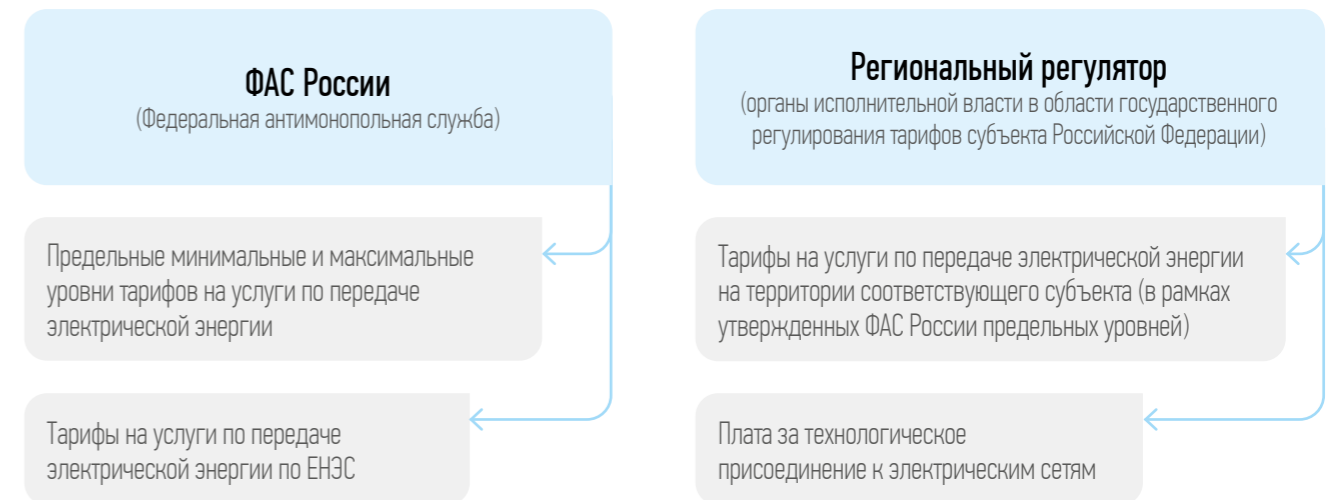 ФАС России
(Федеральная антимонопольная служба)
Предельные минимальные и максимальные
уровни тарифов на услуги по передаче
электрической энергии
Тарифы на услуги по передаче
электрической энергии по ЕНЭС
Региональный регулятор
(органы исполнительной власти в области государственного
регулирования тарифов субъекта Российской Федерации)
Тарифы на услуги по передаче электрической энергии
на территории соответствующего субъекта (в рамках
утвержденных ФАС России предельных уровней)
Плата за технологическое
присоединение к электрическим сетям